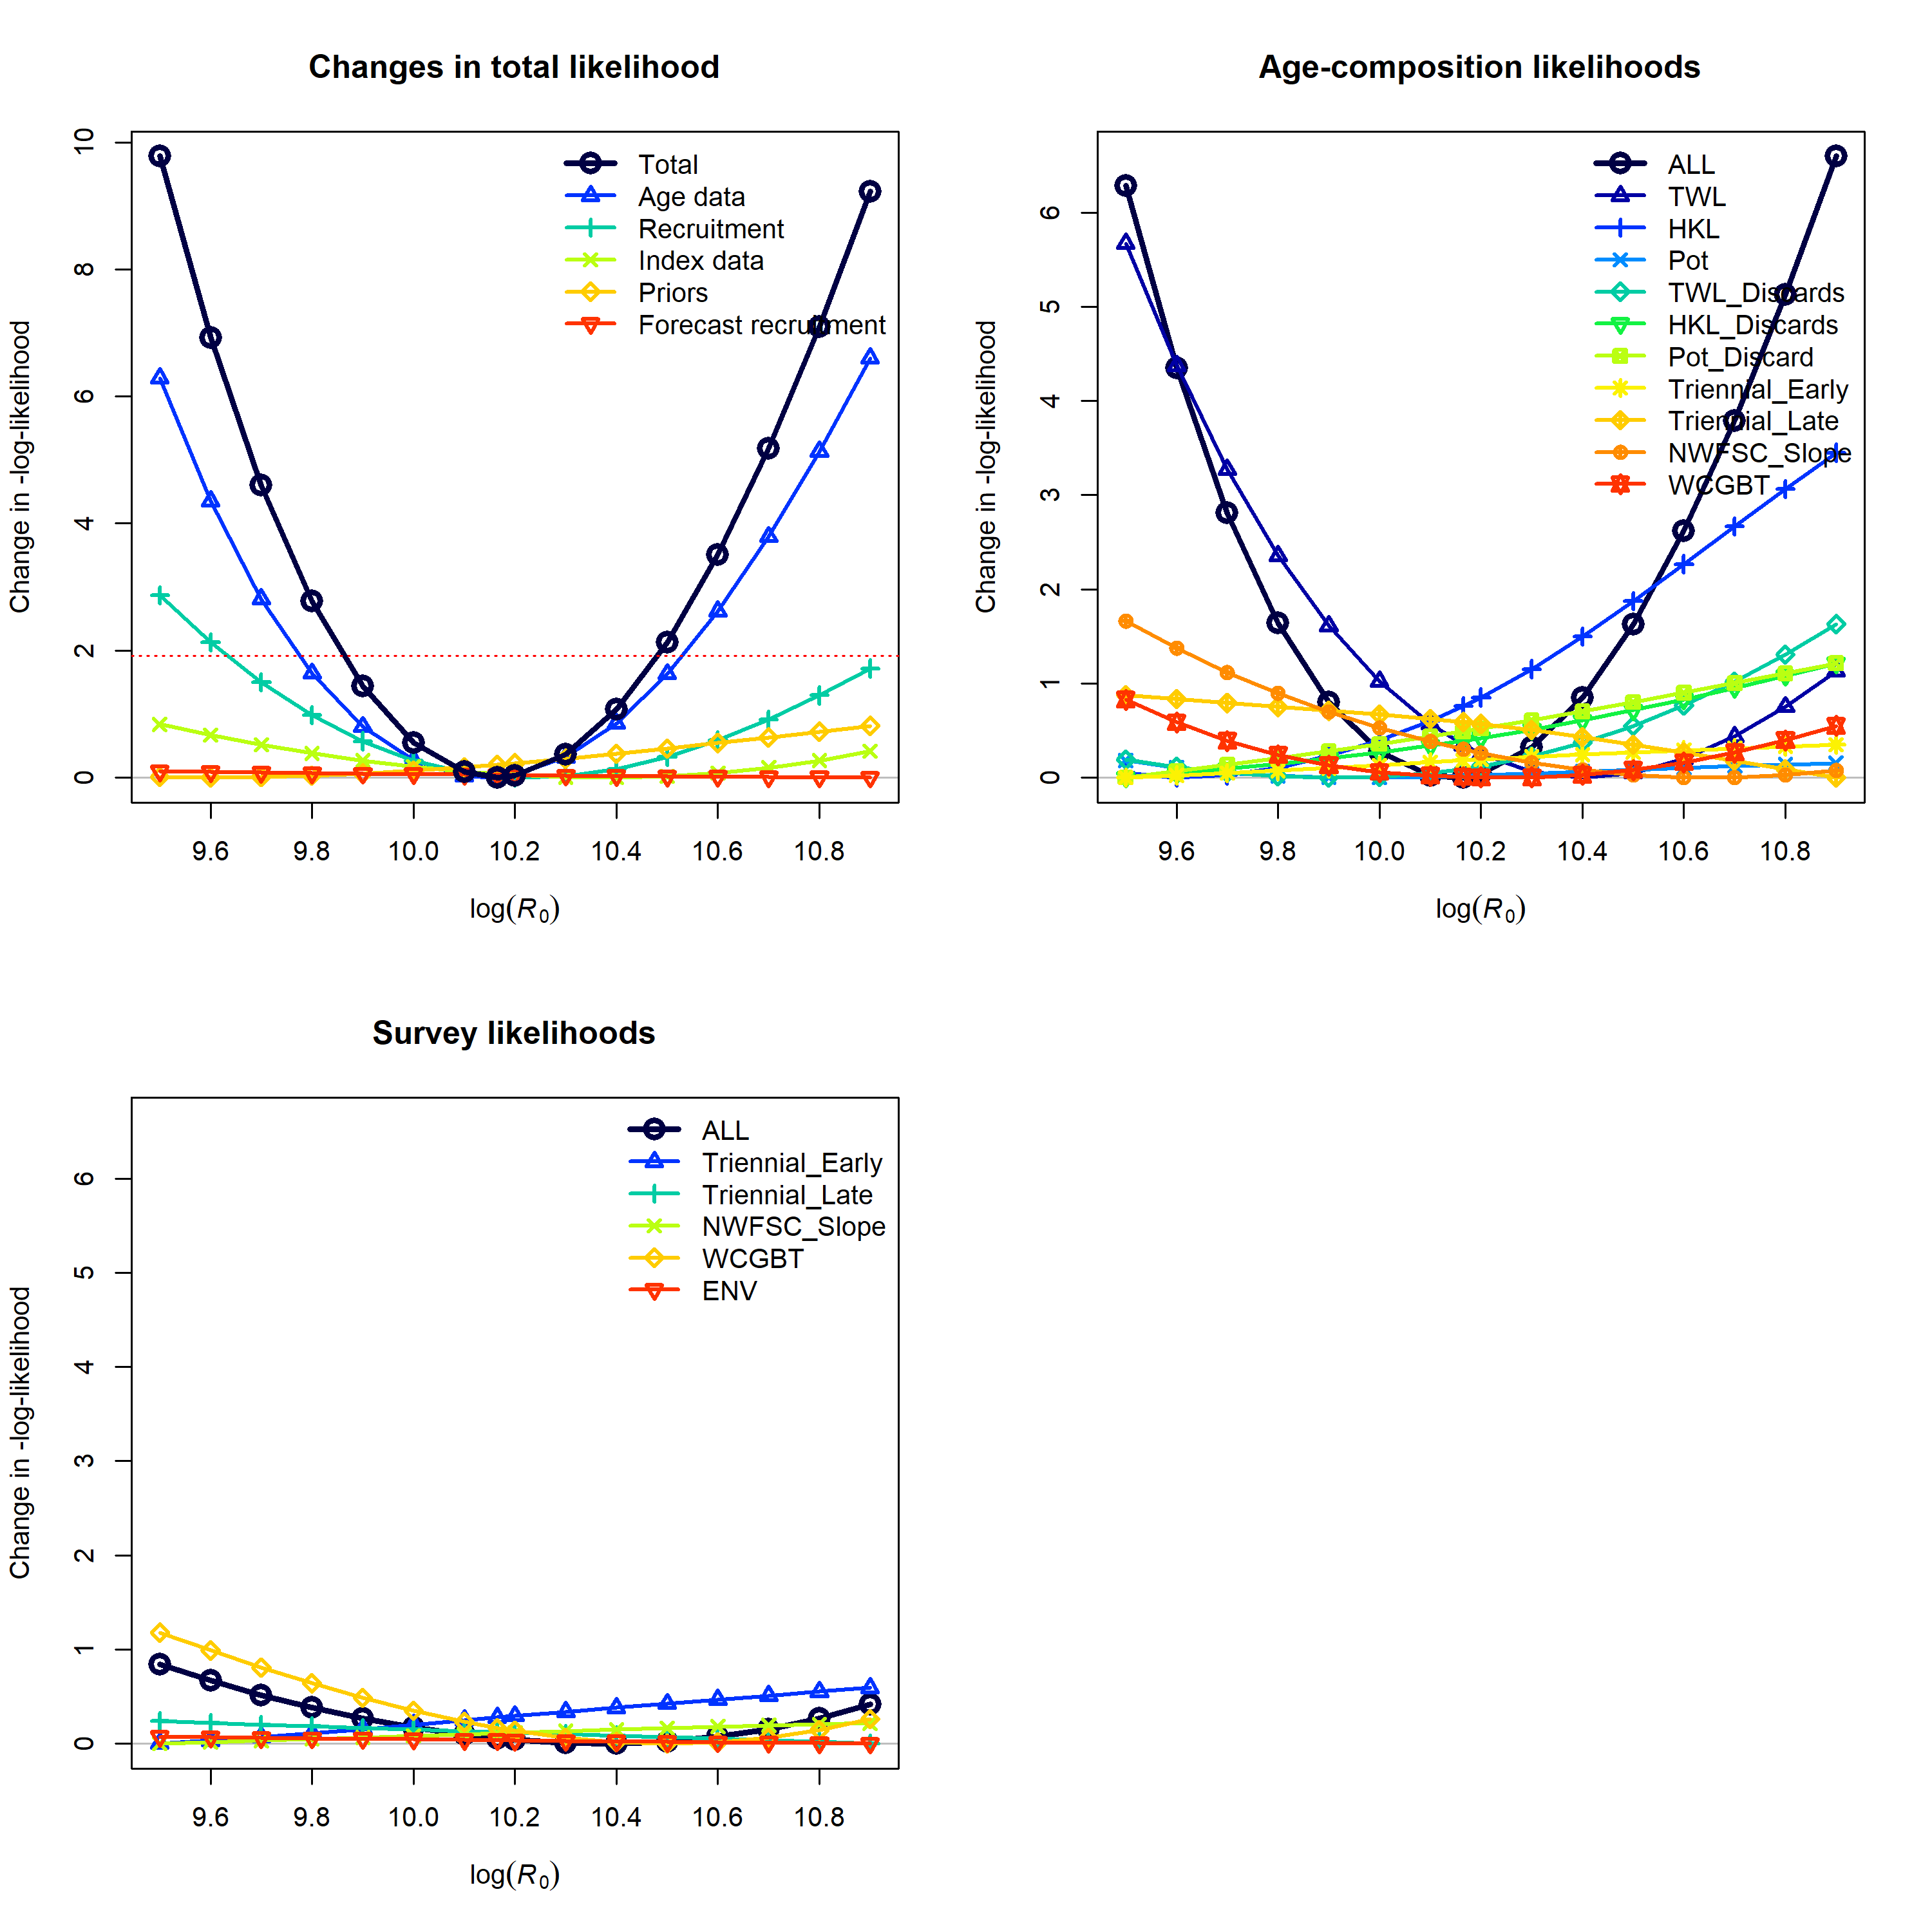 Changes in total likelihood
Change in -log-likelihood
10
8
6
4
2
0
Total
Age data
Recruitment
Index data
Priors
Forecast recruitment
9.6 9.8 10.0 10.2 10.4 10.6 10.8
log(R0)
Age-composition likelihoods
Change in -log-likelihood
6
5
4
3
2
1
0
ALL
TWL
HKL
Pot
TWL_Discards
HKL_Discards
Pot_Discard
Triennial_Early
Triennial_Late
NWFSC_Slope
WCGBT
9.6 9.8 10.0 10.2 10.4 10.6 10.8
log(R0)
Survey likelihoods
Change in -log-likelihood
6
5
4
3
2
1
0
ALL
Triennial_Early
Triennial_Late
NWFSC_Slope
WCGBT
ENV
9.6 9.8 10.0 10.2 10.4 10.6 10.8
log(R0)